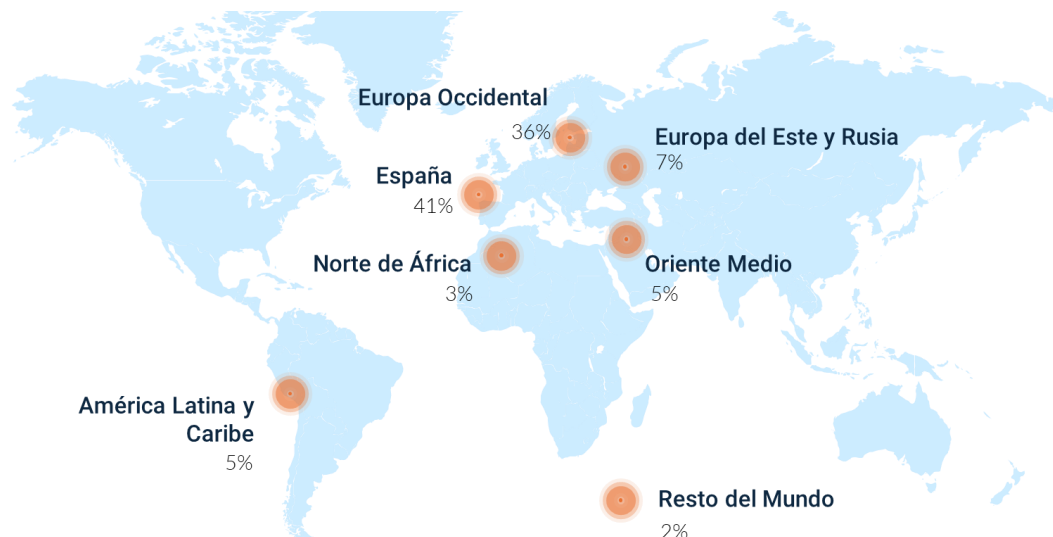 Europa Occidental
36%
Europa del Este y Rusia
7%
España
41%
Norte de África
3%
Oriente Medio
5%
América Latina y
Caribe
5%
Resto del Mundo
2%